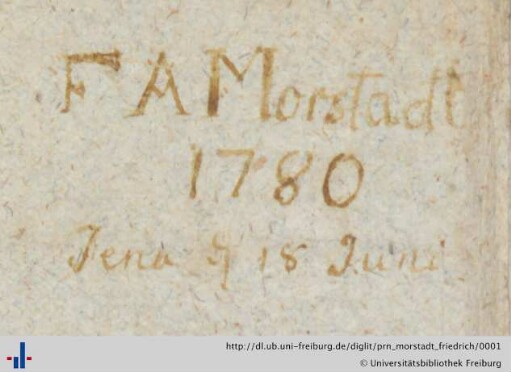 F A Morstadt
1780
Jena d 18 Juni
http://dl.ub.uni-freiburg.de/diglit/prn_morstadt_friedrich/0001
© Universitätsbibliothek Freiburg